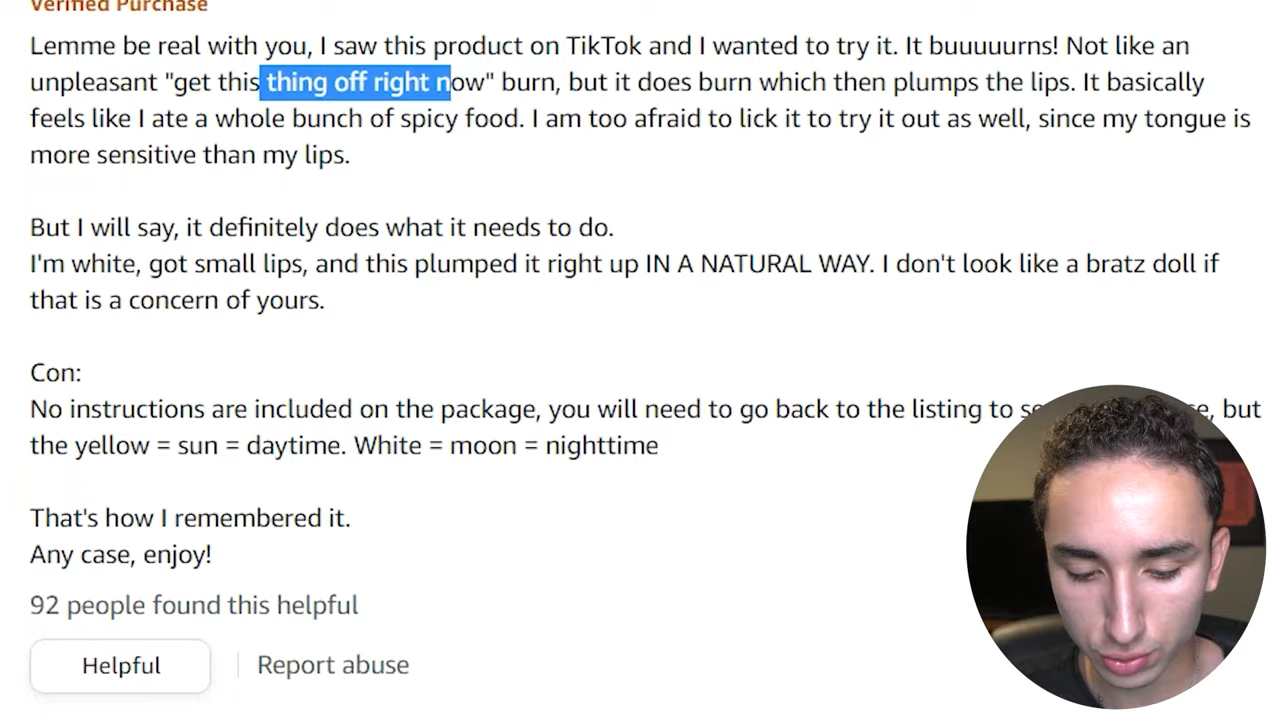 Verified Purchase
Lemme be real with you, I saw this product on TikTok and I wanted to try it. It buuuuurns! Not like an
unpleasant "get this thing off right now" burn, but it does burn which then plumps the lips. It basically
feels like I ate a whole bunch of spicy food. I am too afraid to lick it to try it out as well, since my tongue is
more sensitive than my lips.
But I will say, it definitely does what it needs to do.
I'm white, got small lips, and this plumped it right up IN A NATURAL WAY. I don't look like a bratz doll if
that is a concern of yours.
Con:
No instructions are included on the package, you will need to go back to the listing to but
the yellow = sun = daytime. White = moon = nighttime
That's how I remembered it.
Any case, enjoy!
92 people found this helpful
Helpful
Report abuse